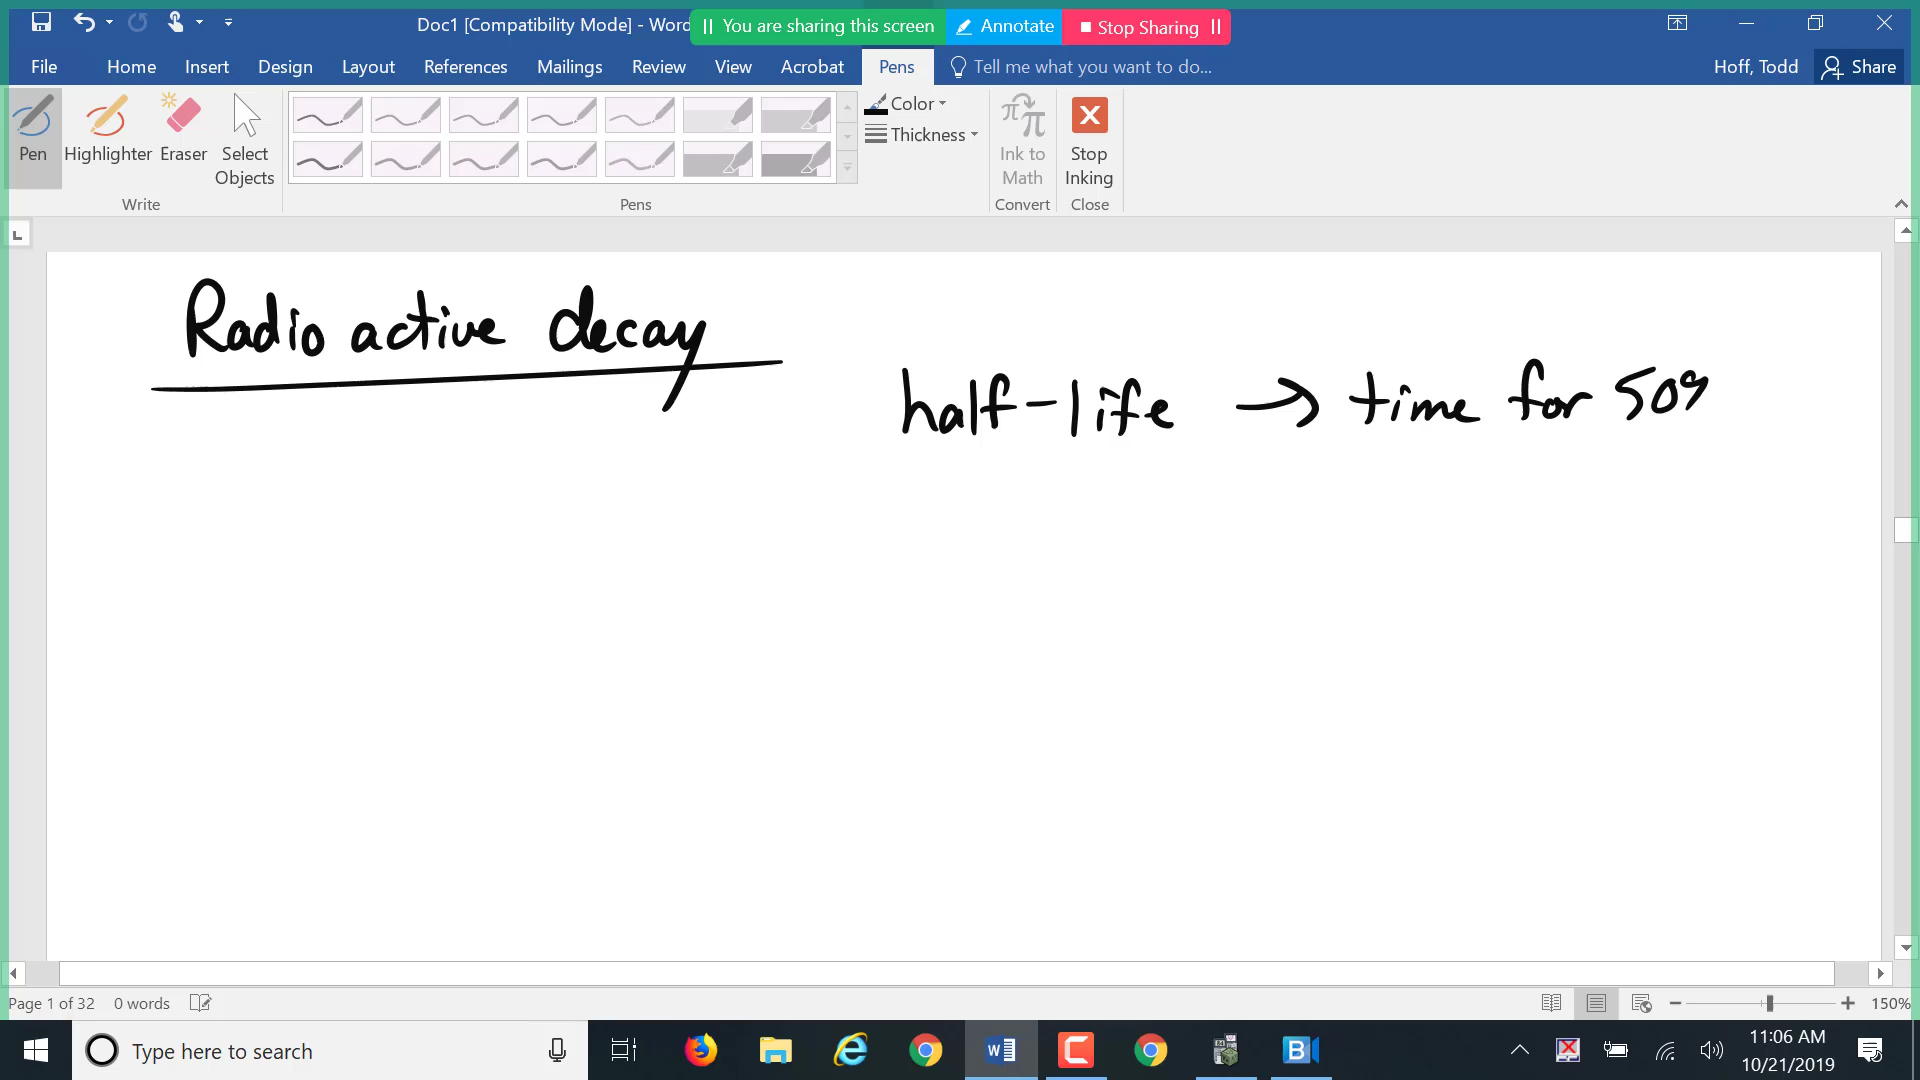 Doc1 [Compatibility Mode] - Word
You are sharing this screen
Annotate
Stop Sharing
File Home Insert Design Layout References Mailings Review View Acrobat Pens Tell me what you want to do... Hoff, Todd Share
Pen Highlighter Eraser Select Objects
Color
Thickness
Ink to Math
Stop Inking
Write Pens Convert Close
Radio active decay
half-life → time for 50%
Page 1 of 32 0 words 150%
Type here to search
11:06 AM
10/21/2019